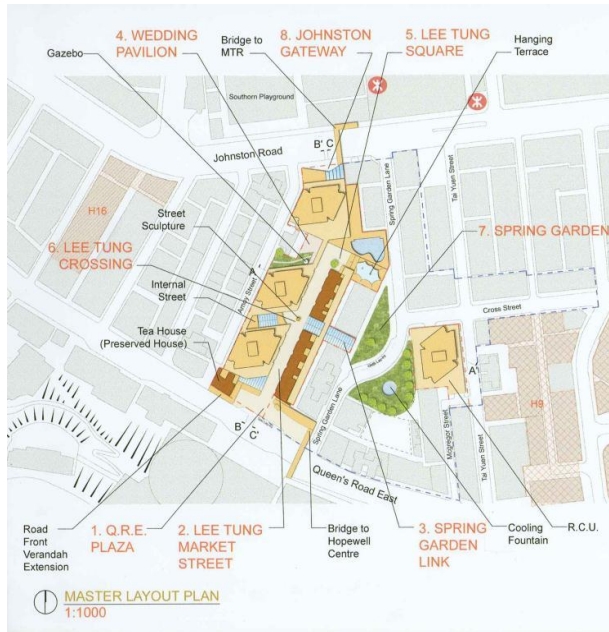 4. WEDDING
PAVILION
Bridge to
MTR
8. JOHNSTON
GATEWAY
5. LEE TUNG
SQUARE
Hanging
Terrace
Gazebo
Southorn Playground
B' C
Johnston Road
Spring Garden Lane
Tai Yuen Street
H16
Street
Sculpture
7. SPRING GARDEN
6. LEE TUNG
CROSSING
A
Amoy Street
Internal
Street
Cross Street
Tea House
(Preserved House)
A'
H9
Spring Garden Lane
McGregor Street
Tai Yuen Street
B' C'
Queen's Road East
Road
Front
Verandah
Extension
1. Q.R.E.
PLAZA
2. LEE TUNG
MARKET
STREET
Bridge to
Hopewell
Centre
3. SPRING
GARDEN
LINK
Cooling
Fountain
R.C.U.
MASTER LAYOUT PLAN
1:1000